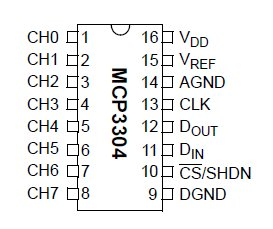 CH0 1 16 VDD
CH1 2 15 VREF
CH2 3 14 AGND
CH3 4 13 CLK
CH4 5 12 DOUT
CH5 6 11 DIN
CH6 7 10 CS/SHDN
CH7 8 9 DGND
MCP3304